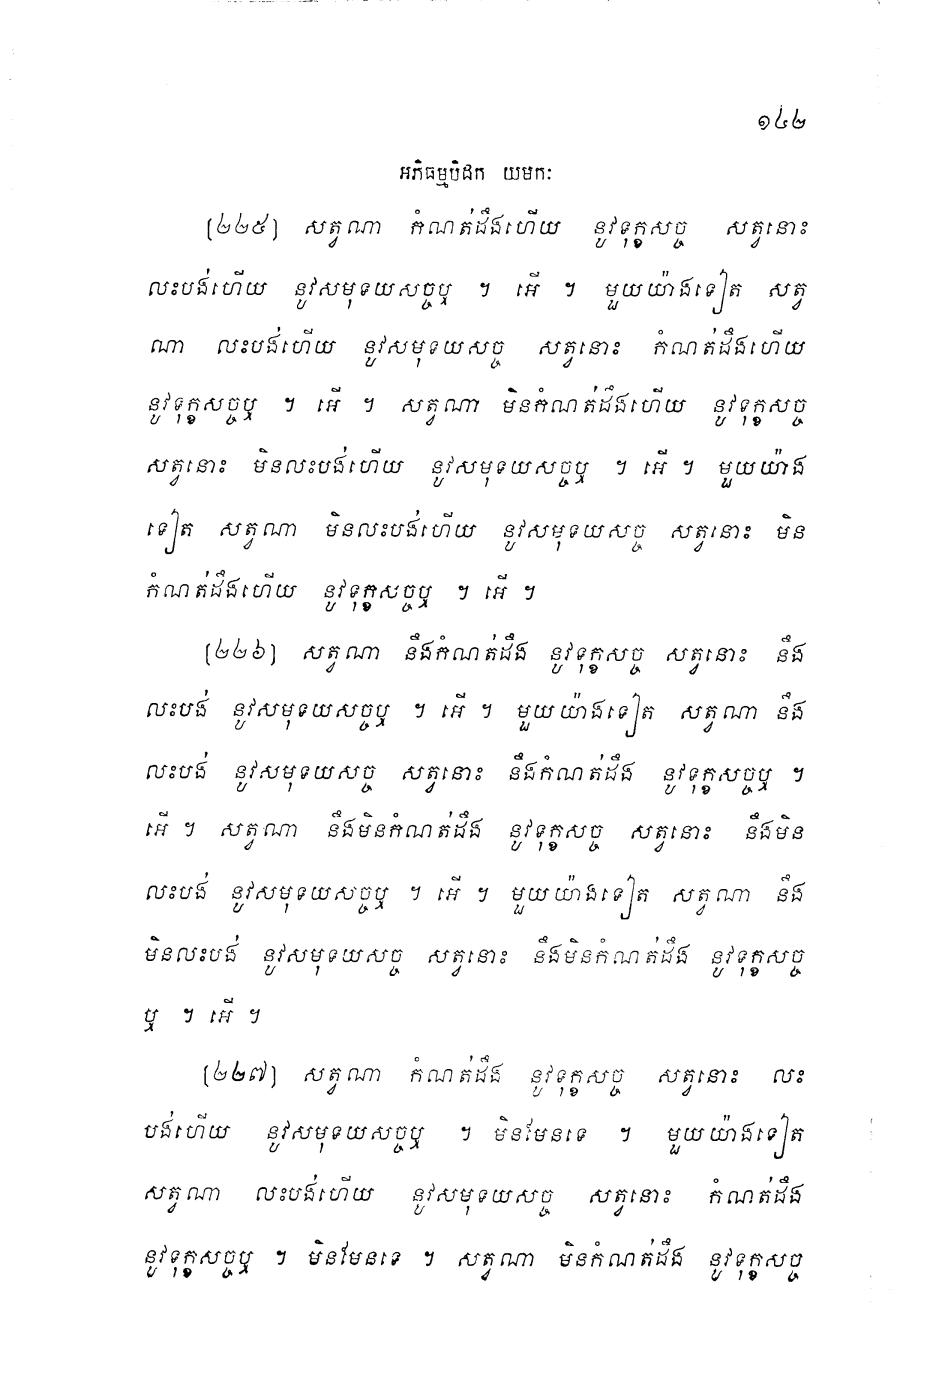 ១៤២
អភិធម្មបិដក យមកៈ
(២២៥) សត្វណា កំណត់ដឹងហើយ នូវទុក្ខសច្ច សត្វនោះ
លះបង់ហើយ នូវសមុទយសច្ចឬ ។ អើ ។ មួយយ៉ាងទៀត សត្វ
ណា លះបង់ហើយ នូវសមុទយសច្ច សត្វនោះ កំណត់ដឹងហើយ
នូវទុក្ខសច្ចឬ ។ អើ ។ សត្វណា មិនកំណត់ដឹងហើយ នូវទុក្ខសច្ច
សត្វនោះ មិនលះបង់ហើយ នូវសមុទយសច្ចឬ ។ អើ ។ មួយយ៉ាង
ទៀត សត្វណា មិនលះបង់ហើយ នូវសមុទយសច្ច សត្វនោះ មិន
កំណត់ដឹងហើយ នូវទុក្ខសច្ចឬ ។ អើ ។
(២២៦) សត្វណា នឹងកំណត់ដឹង នូវទុក្ខសច្ច សត្វនោះ នឹង
លះបង់ នូវសមុទយសច្ចឬ ។ អើ ។ មួយយ៉ាងទៀត សត្វណា នឹង
លះបង់ នូវសមុទយសច្ច សត្វនោះ នឹងកំណត់ដឹង នូវទុក្ខសច្ចឬ ។
អើ ។ សត្វណា នឹងមិនកំណត់ដឹង នូវទុក្ខសច្ច សត្វនោះ នឹងមិន
លះបង់ នូវសមុទយសច្ចឬ ។ អើ ។ មួយយ៉ាងទៀត សត្វណា នឹង
មិនលះបង់ នូវសមុទយសច្ច សត្វនោះ នឹងមិនកំណត់ដឹង នូវទុក្ខសច្ច
ឬ ។ អើ ។
(២២៧) សត្វណា កំណត់ដឹង នូវទុក្ខសច្ច សត្វនោះ លះ
បង់ហើយ នូវសមុទយសច្ចឬ ។ មិនមែនទេ ។ មួយយ៉ាងទៀត
សត្វណា លះបង់ហើយ នូវសមុទយសច្ច សត្វនោះ កំណត់ដឹង
នូវទុក្ខសច្ចឬ ។ មិនមែនទេ ។ សត្វណា មិនកំណត់ដឹង នូវទុក្ខសច្ច